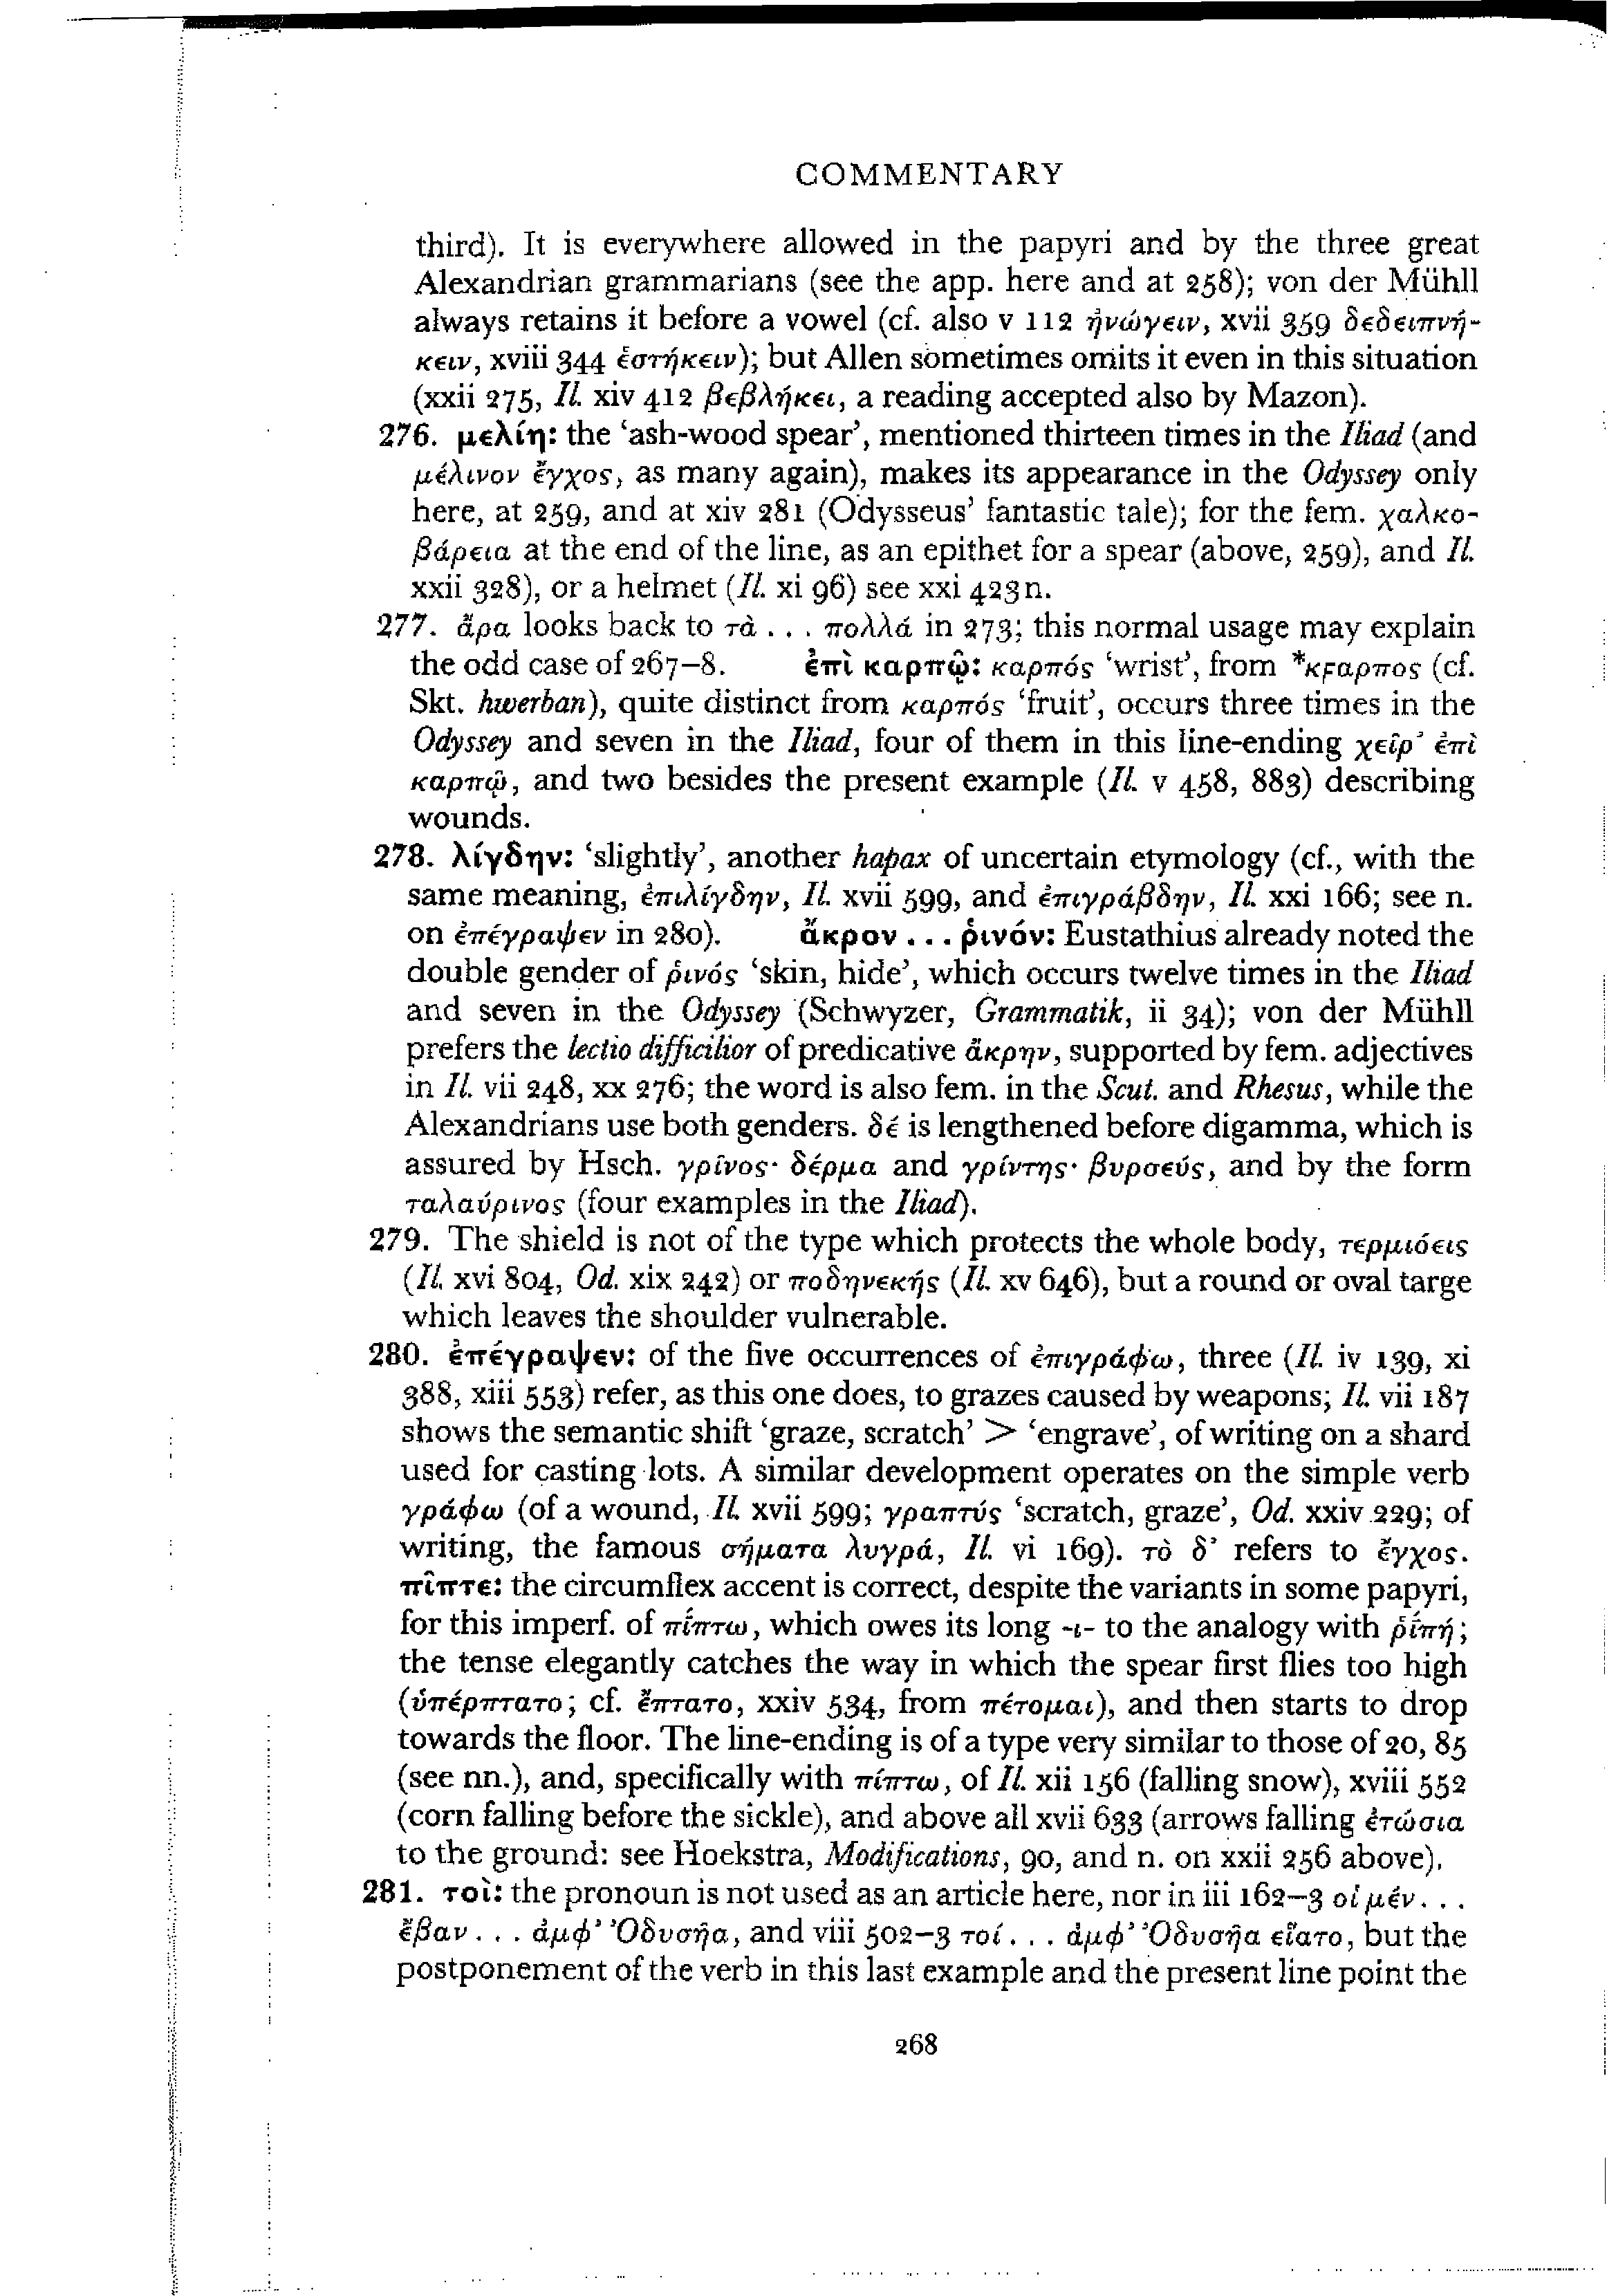 COMMENTARY
third). It is everywhere allowed in the papyri and by the three great
Alexandrian grammarians (see the app. here and at 258); von der Mühll
always retains it before a vowel (cf. also v 112 ἠνώγειν, xvii 359 δεδειπνή-
κειν, xviii 344 ἑστήκειν); but Allen sometimes omits it even in this situation
(xxii 275, Il. xiv 412 βεβλήκει, a reading accepted also by Mazon).
276. μελίη: the ‘ash-wood spear’, mentioned thirteen times in the Iliad (and
μέλινον ἔγχος, as many again), makes its appearance in the Odyssey only
here, at 259, and at xiv 281 (Odysseus’ fantastic tale); for the fem. χαλκο-
βάρεια at the end of the line, as an epithet for a spear (above, 259), and Il.
xxii 328), or a helmet (Il. xi 96) see xxi 423 n.
277. ἄρα looks back to τὰ . . . πολλά in 273; this normal usage may explain
the odd case of 267–8. ἐπὶ καρπῷ: καρπός ‘wrist’, from *κϝαρπος (cf.
Skt. hwerban), quite distinct from καρπός ‘fruit’, occurs three times in the
Odyssey and seven in the Iliad, four of them in this line-ending χεῖρ’ ἐπὶ
καρπῷ, and two besides the present example (Il. v 458, 883) describing
wounds.
278. λίγδην: ‘slightly’, another hapax of uncertain etymology (cf., with the
same meaning, ἐπιλίγδην, Il. xvii 599, and ἐπιγράβδην, Il. xxi 166; see n.
on ἐπέγραψεν in 280). ἄκρον . . . ῥινόν: Eustathius already noted the
double gender of ῥινός ‘skin, hide’, which occurs twelve times in the Iliad
and seven in the Odyssey (Schwyzer, Grammatik, ii 34); von der Mühll
prefers the lectio difficilior of predicative ἄκρην, supported by fem. adjectives
in Il. vii 248, xx 276; the word is also fem. in the Scut. and Rhesus, while the
Alexandrians use both genders. δέ is lengthened before digamma, which is
assured by Hsch. γρῖνος· δέρμα and γρίντης· βυρσεύς, and by the form
ταλαύρινος (four examples in the Iliad).
279. The shield is not of the type which protects the whole body, τερμιόεις
(Il. xvi 804, Od. xix 242) or ποδηνεκής (Il. xv 646), but a round or oval targe
which leaves the shoulder vulnerable.
280. ἐπέγραψεν: of the five occurrences of ἐπιγράφω, three (Il. iv 139, xi
388, xiii 553) refer, as this one does, to grazes caused by weapons; Il. vii 187
shows the semantic shift ‘graze, scratch’ > ‘engrave’, of writing on a shard
used for casting lots. A similar development operates on the simple verb
γράφω (of a wound, Il. xvii 599; γραπτύς ‘scratch, graze’, Od. xxiv 229; of
writing, the famous σήματα λυγρά, Il. vi 169). τὸ δ’ refers to ἔγχος.
πῖπτε: the circumflex accent is correct, despite the variants in some papyri,
for this imperf. of πί̄πτω, which owes its long -ι- to the analogy with ῥῑπή;
the tense elegantly catches the way in which the spear first flies too high
(ὑπέρπτατο; cf. ἔπτατο, xxiv 534, from πέτομαι), and then starts to drop
towards the floor. The line-ending is of a type very similar to those of 20, 85
(see nn.), and, specifically with πίπτω, of Il. xii 156 (falling snow), xviii 552
(corn falling before the sickle), and above all xvii 633 (arrows falling ἐτώσια
to the ground: see Hoekstra, Modifications, 90, and n. on xxii 256 above).
281. τοὶ: the pronoun is not used as an article here, nor in iii 162–3 οἱ μέν . . .
ἔβαν . . . ἀμφ’ Ὀδυσῆα, and viii 502–3 τοί . . . ἀμφ’ Ὀδυσῆα εἵατο, but the
postponement of the verb in this last example and the present line point the
268